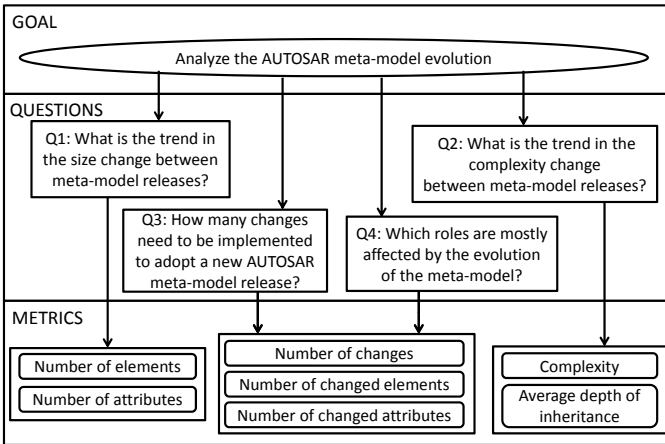 GOAL
Analyze the AUTOSAR meta-model evolution
QUESTIONS
Q1: What is the trend in
the size change between
meta-model releases?
Q2: What is the trend in the
complexity change
between meta-model releases?
Q3: How many changes
need to be implemented
to adopt a new AUTOSAR
meta-model release?
Q4: Which roles are mostly
affected by the evolution
of the meta-model?
METRICS
Number of elements
Number of attributes
Number of changes
Number of changed elements
Number of changed attributes
Complexity
Average depth of
inheritance